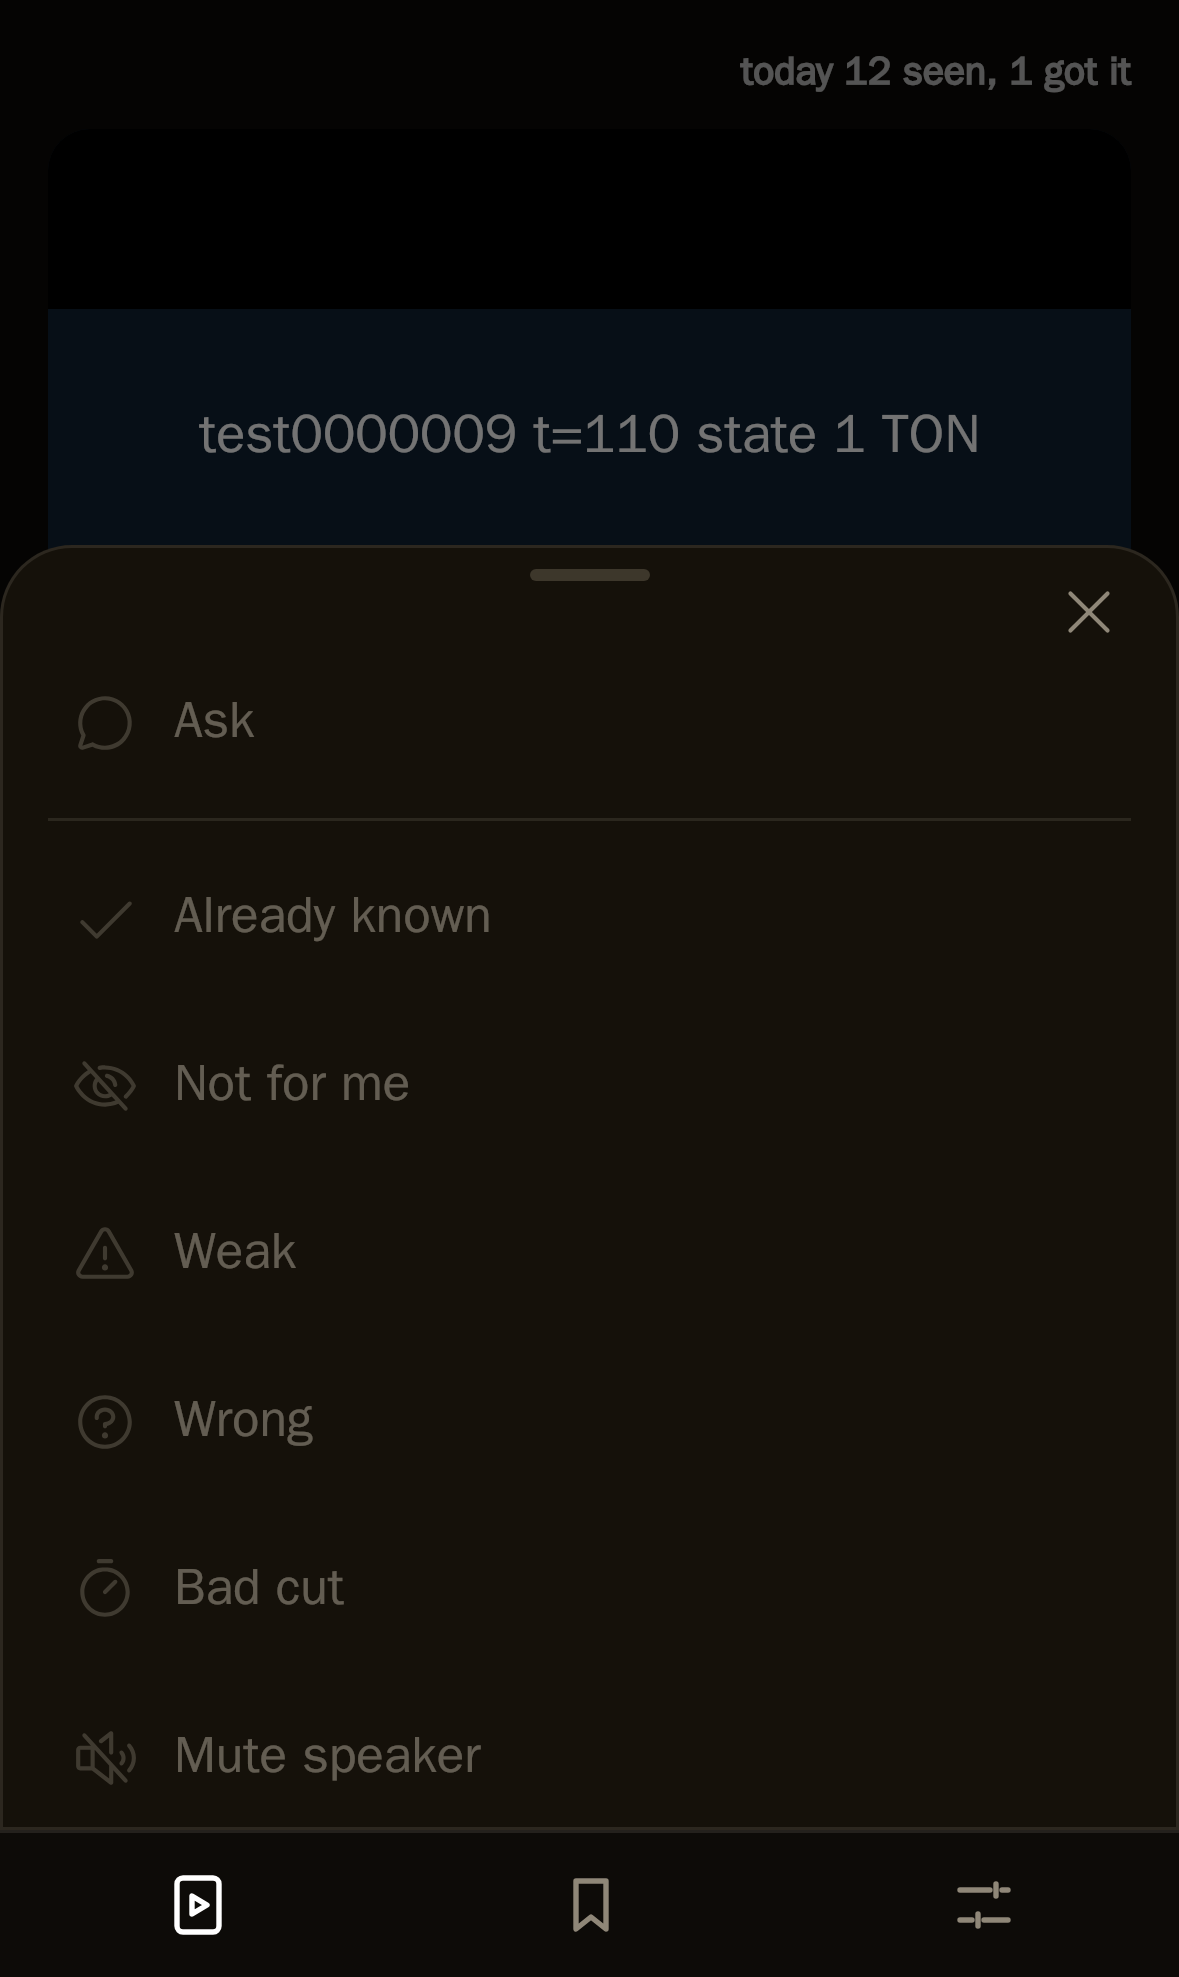 today 12 seen, 1 got it
test0000009 t=110 state 1 TON
Ask
Already known
Not for me
Weak
Wrong
Bad cut
Mute speaker